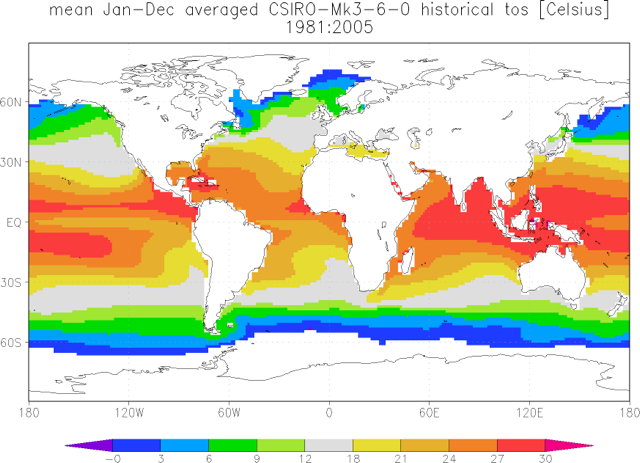 mean Jan-Dec averaged CSIRO-Mk3-6-0 historical tos [Celsius]
1981:2005
60N
30N
EQ
30S
60S
180 120W 60W 0 60E 120E 180
-0 3 6 9 12 18 21 24 27 30